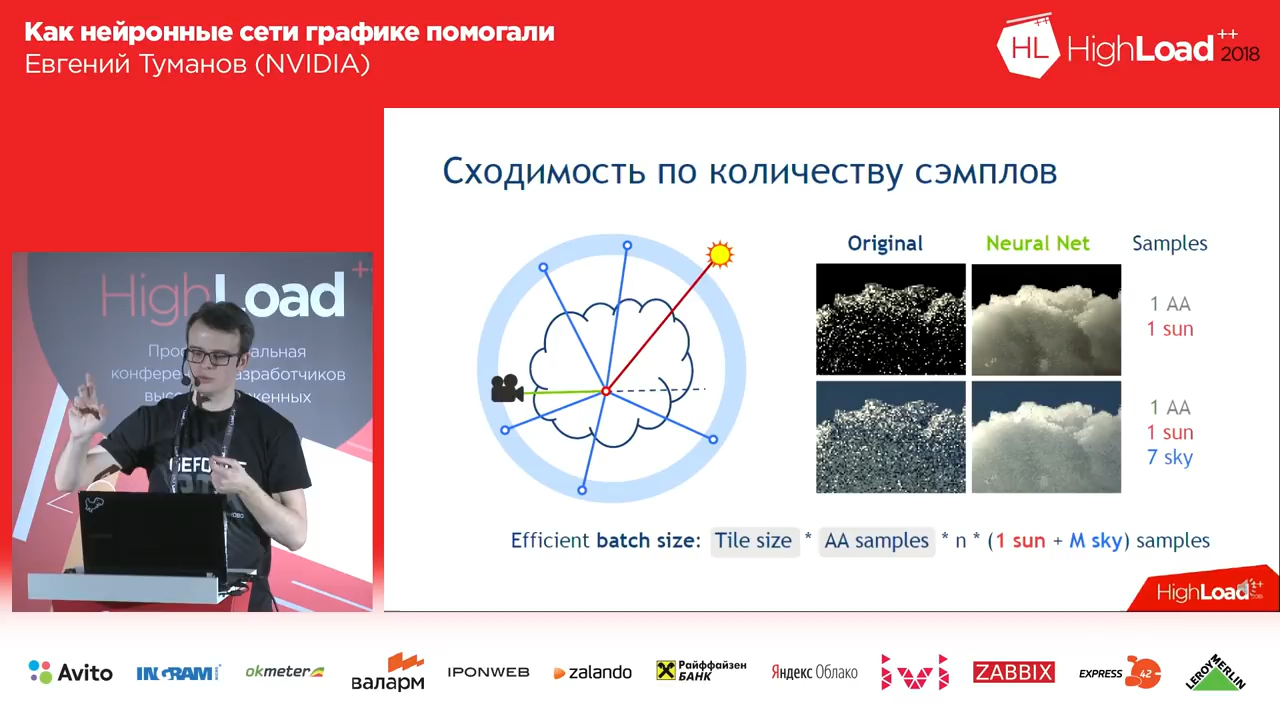 Как нейронные сети графике помогали
Евгений Туманов (NVIDIA)
HL HighLoad++ 2018
HighLoad++
конферен
разработчиков
Сходимость по количеству сэмплов
Original Neural Net Samples
1 AA
1 sun
1 AA
1 sun
7 sky
Efficient batch size: Tile size * AA samples * n * (1 sun + M sky) samples
HighLoad++
Avito INGRAM okmeter валарм IPONWEB zalando Райффайзен БАНК Яндекс Облако ivi ZABBIX EXPRESS 42 LEROY MERLIN